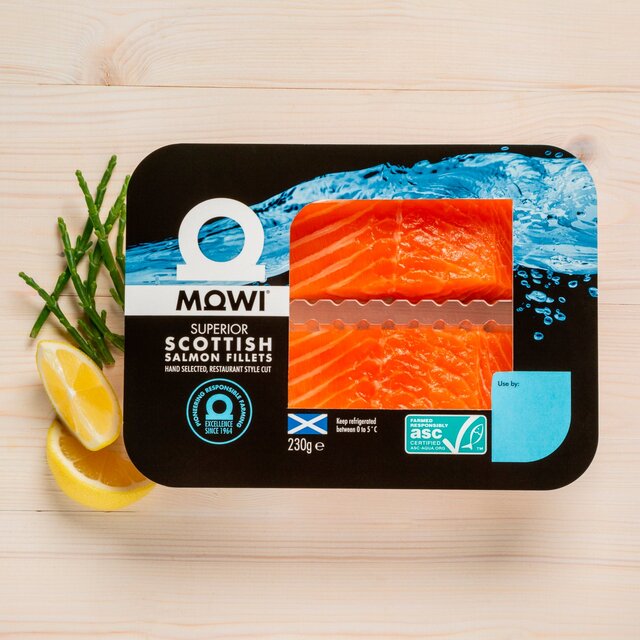 MOWI®
SUPERIOR
SCOTTISH
SALMON FILLETS
HAND SELECTED, RESTAURANT STYLE CUT
PIONEERING RESPONSIBLE FARMING
EXCELLENCE
SINCE 1964
230g ℮
Keep refrigerated
between 0 to 5°C
FARMED
RESPONSIBLY
asc
CERTIFIED
ASC-AQUA.ORG
TM
Use by: